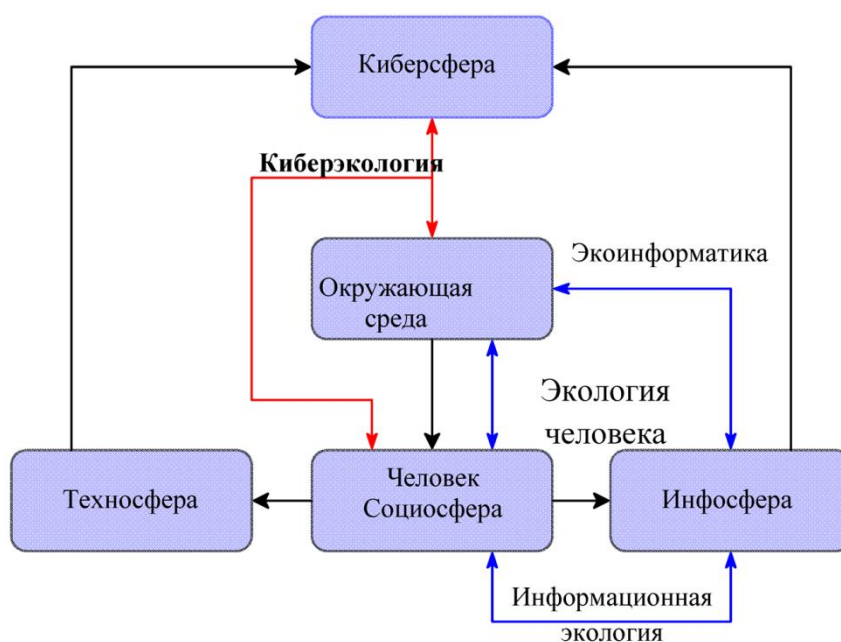 Киберсфера
Киберэкология
Экоинформатика
Окружающая
среда
Экология
человека
Техносфера
Человек
Социосфера
Инфосфера
Информационная
экология